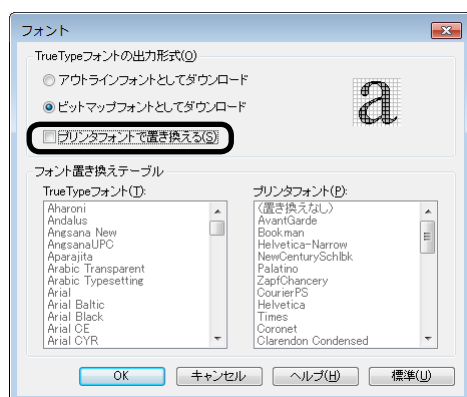 フォント
TrueTypeフォントの出力形式(O)
アウトラインフォントとしてダウンロード
ビットマップフォントとしてダウンロード
プリンタフォントで置き換える(S)
a
フォント置き換えテーブル
TrueTypeフォント(T):
Aharoni
Andalus
Angsana New
AngsanaUPC
Aparajita
Arabic Transparent
Arabic Typesetting
Arial
Arial Baltic
Arial Black
Arial CE
Arial CYR
プリンタフォント(P):
(置き換えなし)
AvantGarde
Bookman
Helvetica-Narrow
NewCenturySchlbk
Palatino
ZapfChancery
CourierPS
Helvetica
Times
Coronet
Clarendon Condensed
OK キャンセル ヘルプ(H) 標準(U)